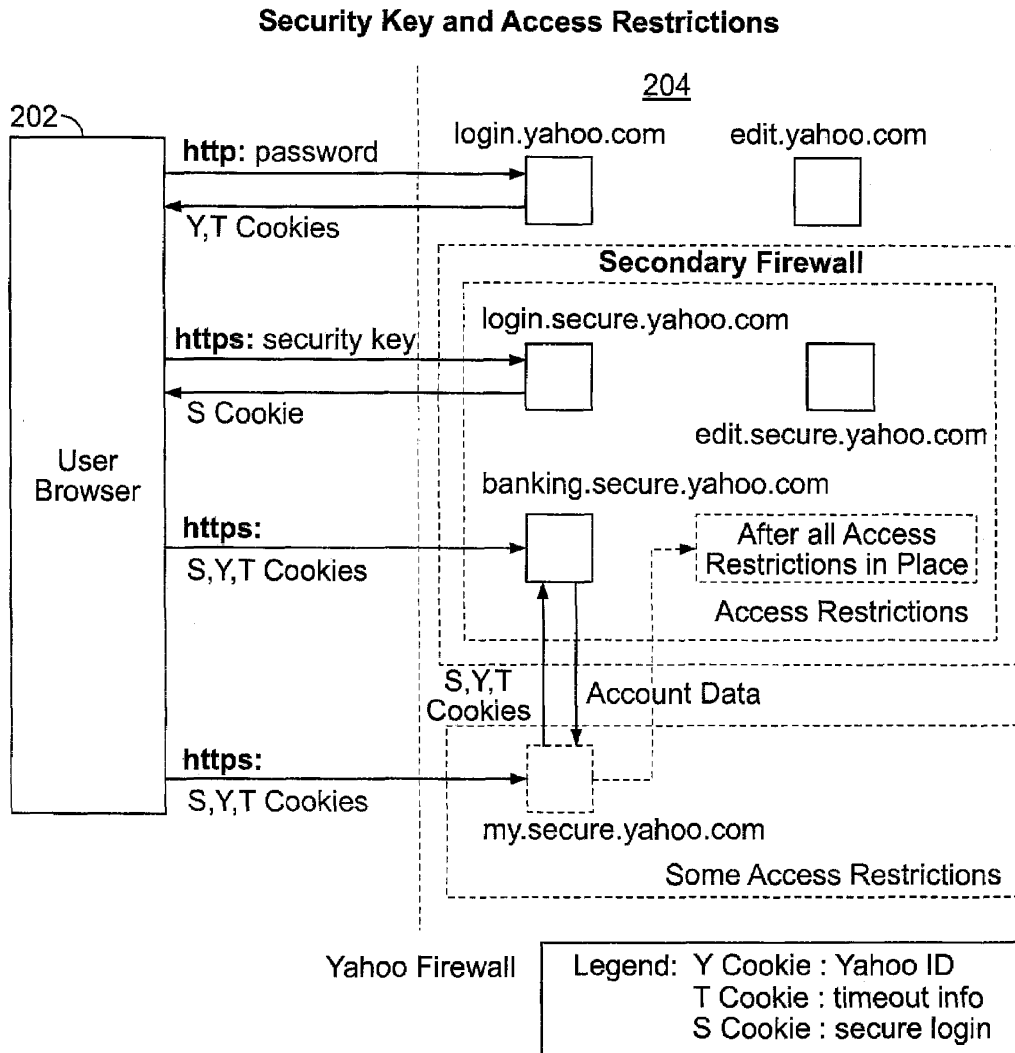 Security Key and Access Restrictions
204
202
login.yahoo.com
edit.yahoo.com
http: password
Y,T Cookies
Secondary Firewall
login.secure.yahoo.com
https: security key
S Cookie
edit.secure.yahoo.com
User
Browser
banking.secure.yahoo.com
https:
S,Y,T Cookies
After all Access
Restrictions in Place
Access Restrictions
S,Y,T
Cookies
Account Data
https:
S,Y,T Cookies
my.secure.yahoo.com
Some Access Restrictions
Yahoo Firewall
Legend: Y Cookie : Yahoo ID
T Cookie : timeout info
S Cookie : secure login